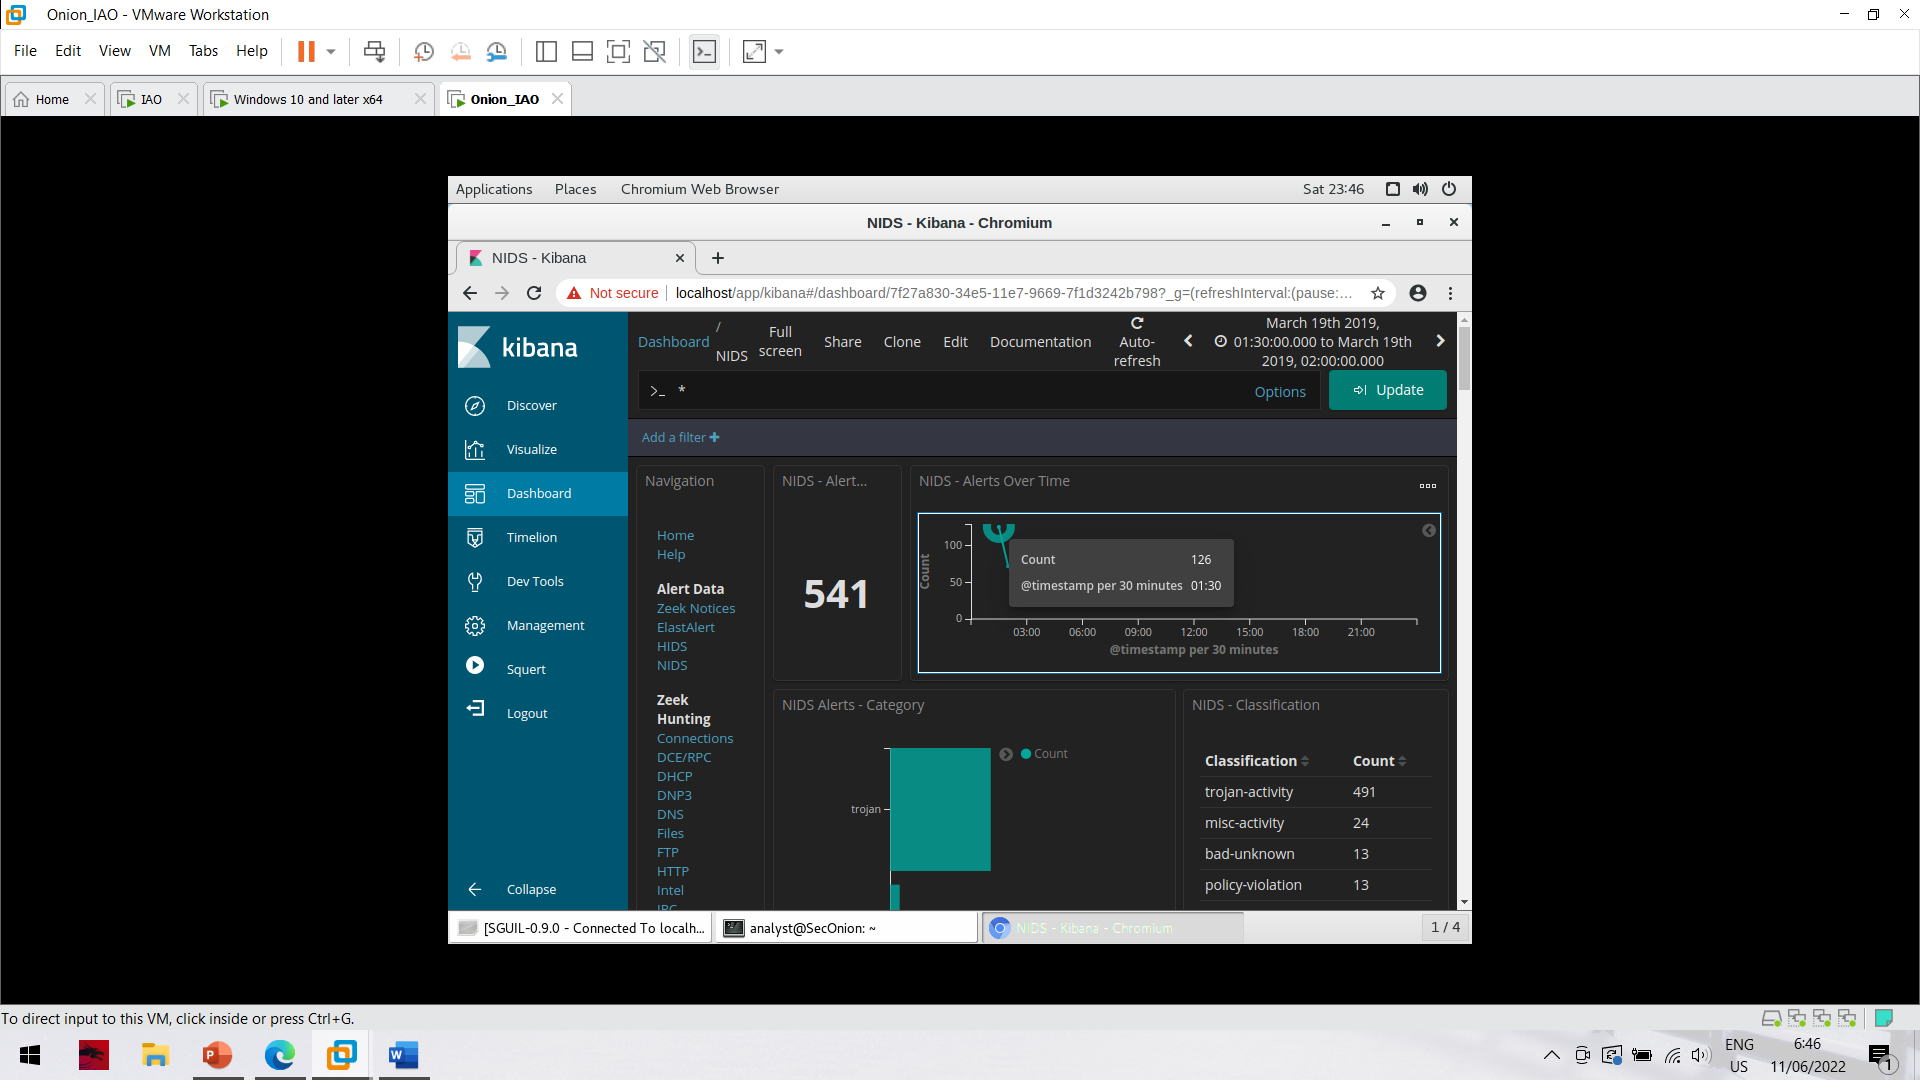 Onion_IAO - VMware Workstation
File Edit View VM Tabs Help
Home IAO Windows 10 and later x64 Onion_IAO
Applications Places Chromium Web Browser Sat 23:46
NIDS - Kibana - Chromium
NIDS - Kibana
Not secure localhost/app/kibana#/dashboard/7f27a830-34e5-11e7-9669-7f1d3242b798?_g=(refreshInterval:(pause:...
kibana
Discover
Visualize
Dashboard
Timelion
Dev Tools
Management
Squert
Logout
Collapse
Dashboard / NIDS Full screen Share Clone Edit Documentation Auto-refresh
March 19th 2019,
01:30:00.000 to March 19th
2019, 02:00:00.000
>_ * Options Update
Add a filter +
Navigation
Home
Help
Alert Data
Zeek Notices
ElastAlert
HIDS
NIDS
Zeek
Hunting
Connections
DCE/RPC
DHCP
DNP3
DNS
Files
FTP
HTTP
Intel
IRC
NIDS - Alert...
541
NIDS - Alerts Over Time
Count
100
50
0
Count 126
@timestamp per 30 minutes 01:30
03:00 06:00 09:00 12:00 15:00 18:00 21:00
@timestamp per 30 minutes
NIDS Alerts - Category
trojan
Count
NIDS - Classification
Classification Count
trojan-activity 491
misc-activity 24
bad-unknown 13
policy-violation 13
[SGUIL-0.9.0 - Connected To localh... analyst@SecOnion: ~ NIDS - Kibana - Chromium 1 / 4
To direct input to this VM, click inside or press Ctrl+G.
ENG
US
6:46
11/06/2022
1